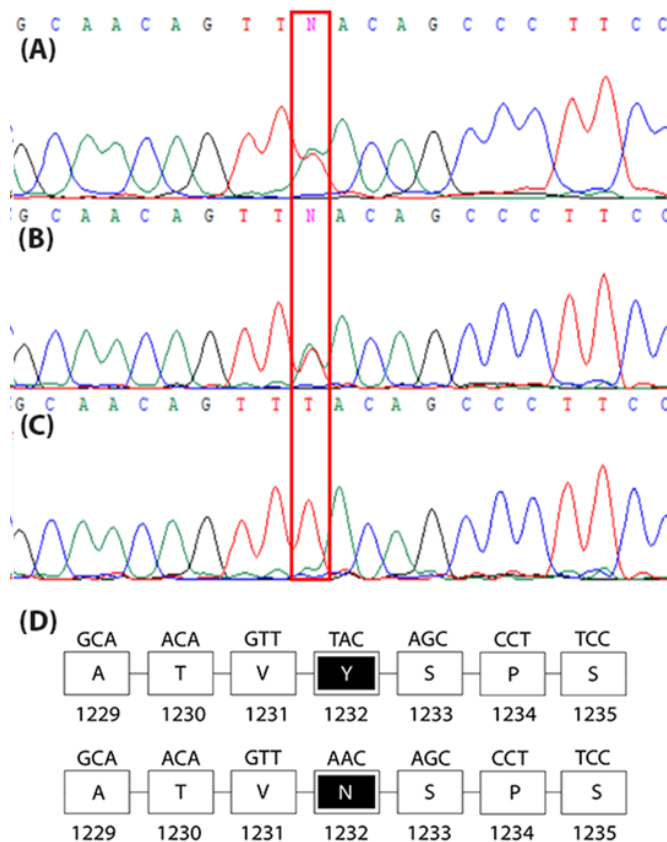 G C A A C A G T T N A C A G C C C T T C C
(A)
G C A A C A G T T N A C A G C C C T T C C
(B)
G C A A C A G T T T A C A G C C C T T C C
(C)
(D)
GCA ACA GTT TAC AGC CCT TCC
A T V Y S P S
1229 1230 1231 1232 1233 1234 1235
GCA ACA GTT AAC AGC CCT TCC
A T V N S P S
1229 1230 1231 1232 1233 1234 1235